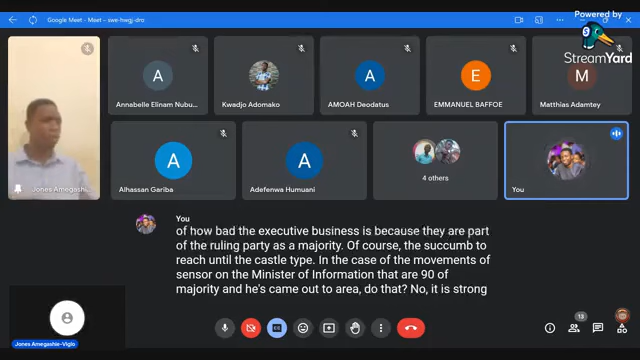 Google Meet - Meet - swe-hwgj-dro
Powered by
StreamYard
A
A
E
M
Annabelle Elinam Nubu...
Kwadjo Adomako
AMOAH Deodatus
EMMANUEL BAFFOE
Matthias Adamtey
A
A
Jones Amegashi...
Alhassan Gariba
Adefenwa Humuani
4 others
You
You
of how bad the executive business is because they are part
of the ruling party as a majority. Of course, the succumb to
reach until the castle type. In the case of the movements of
sensor on the Minister of Information that are 90 of
majority and he's came out to area, do that? No, it is strong
13
Jones Amegashie-Viglo